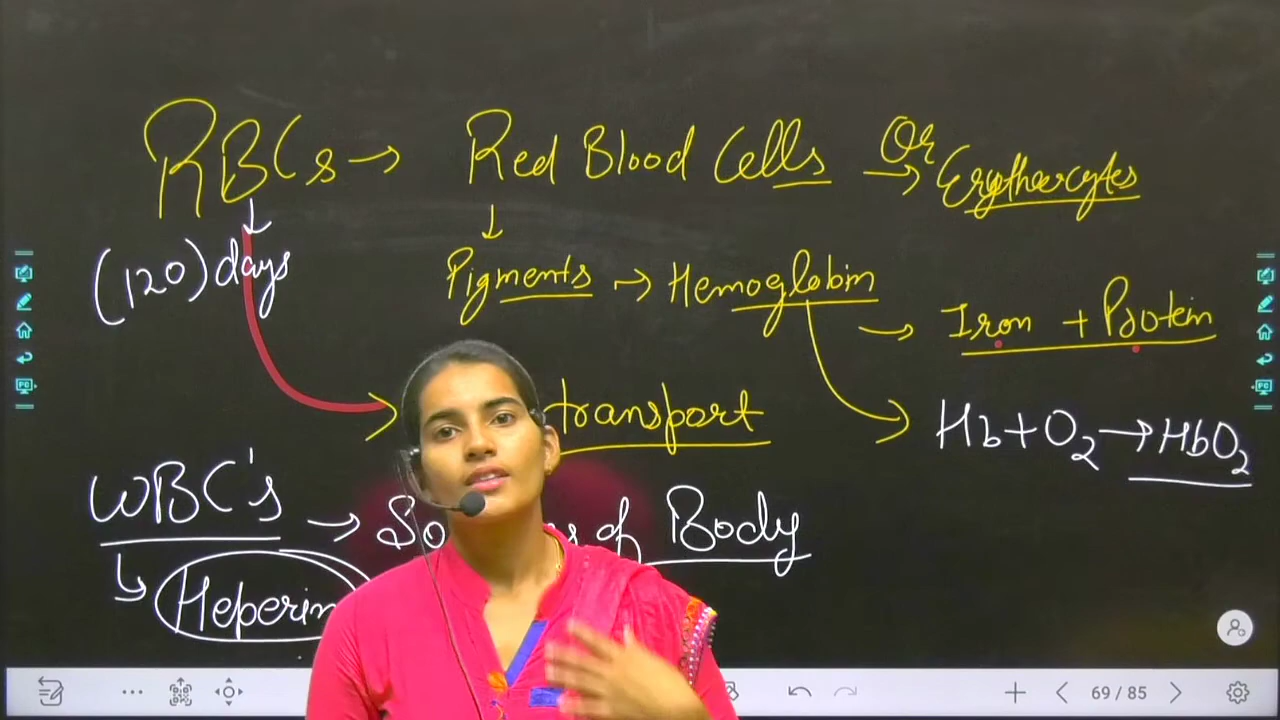 RBCs → Red Blood Cells → Or Erythercytes
(120) days
Pigments → Hemoglobin
→ Iron + Protein
transport
Hb + O2 → HbO2
WBC's → of Body
Heperin
69 / 85